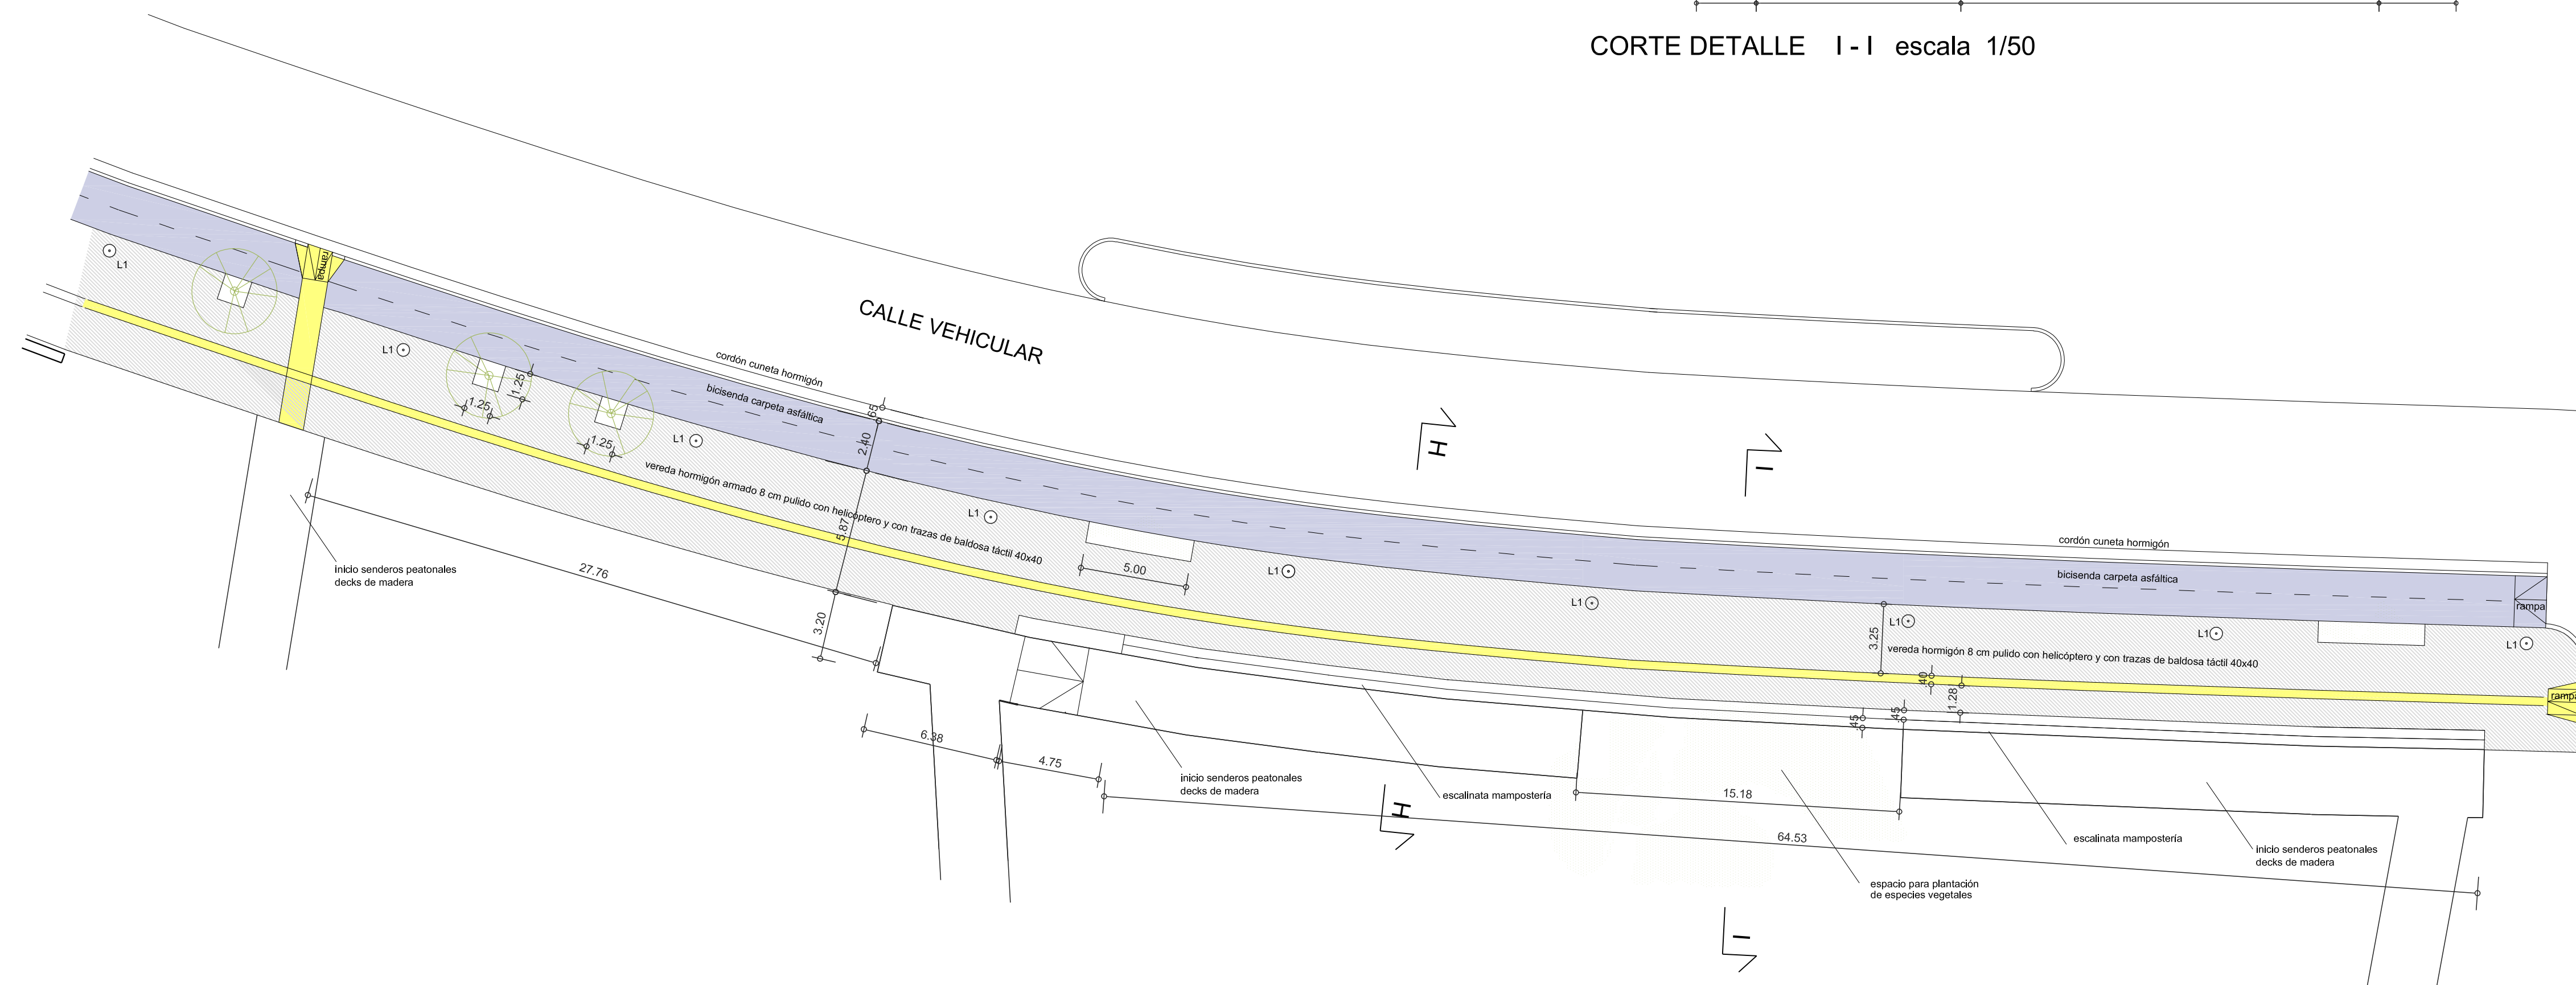 CORTE DETALLE I - I escala 1/50
CALLE VEHICULAR
rampa
L1
L1
L1
L1
L1
L1
L1
L1
L1
cordón cuneta hormigón
bicisenda carpeta asfáltica
1.25
1.25
1.25
.65
2.40
5.87
3.20
vereda hormigón armado 8 cm pulido con helicóptero y con trazas de baldosa táctil 40x40
5.00
27.76
inicio senderos peatonales
decks de madera
H
I
cordón cuneta hormigón
bicisenda carpeta asfáltica
rampa
3.25
vereda hormigón 8 cm pulido con helicóptero y con trazas de baldosa táctil 40x40
.40
1.28
.45
.45
rampa
6.38
4.75
inicio senderos peatonales
decks de madera
escalinata mampostería
15.18
64.53
H
escalinata mampostería
inicio senderos peatonales
decks de madera
espacio para plantación
de especies vegetales
I